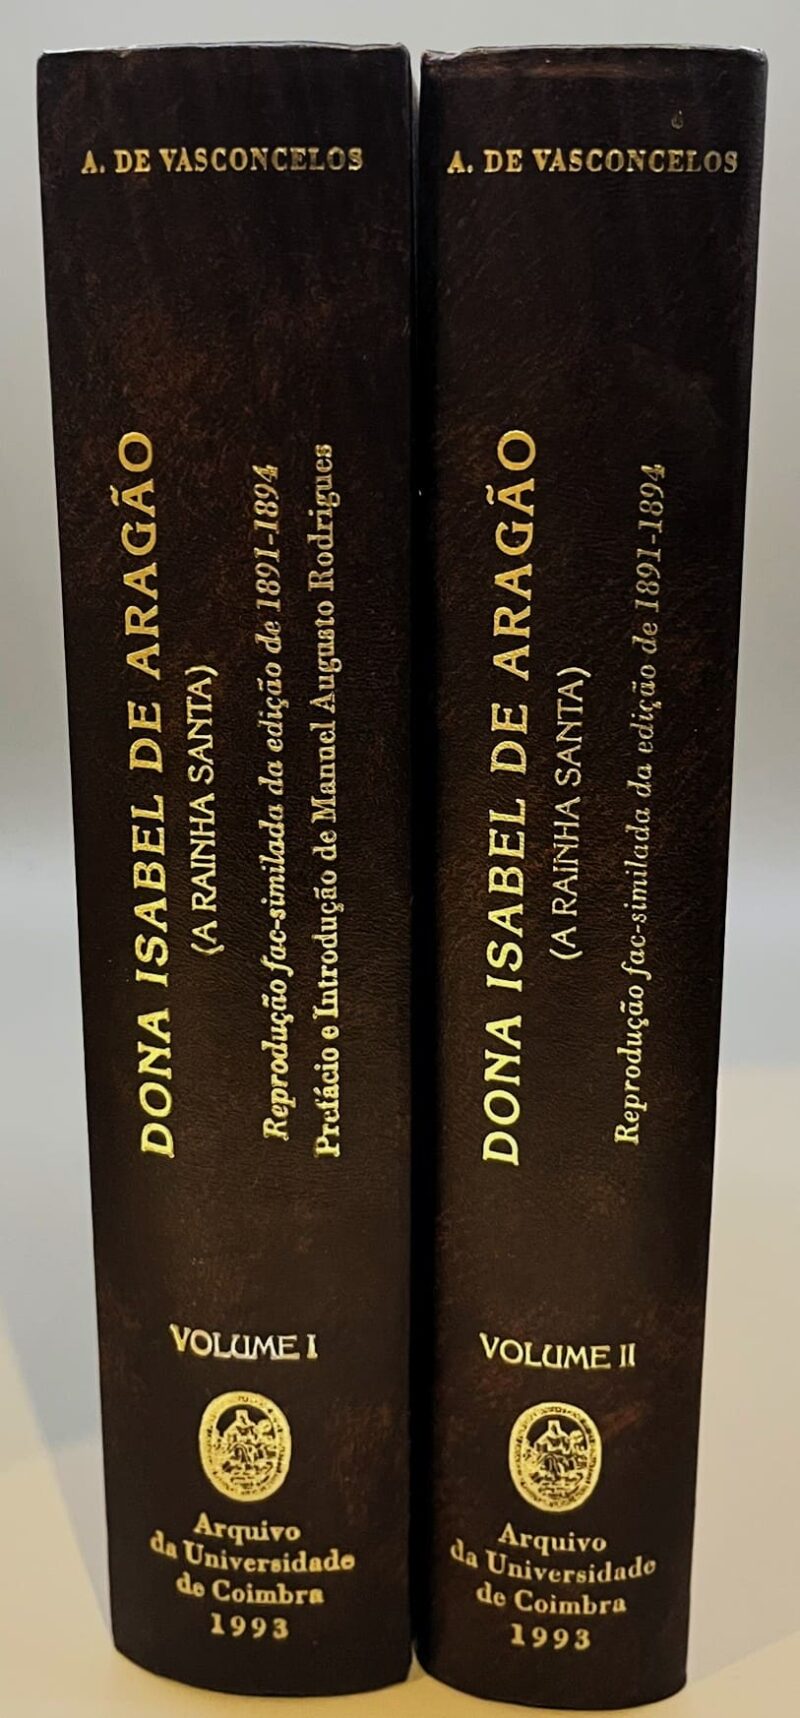 A. DE VASCONCELOS
DONA ISABEL DE ARAGÃO
(A RAINHA SANTA)
Reprodução fac-similada da edição de 1891-1894
Prefácio e Introdução de Manuel Augusto Rodrigues
VOLUME I
Arquivo
da Universidade
de Coimbra
1993
A. DE VASCONCELOS
DONA ISABEL DE ARAGÃO
(A RAINHA SANTA)
Reprodução fac-similada da edição de 1891-1894
VOLUME II
Arquivo
da Universidade
de Coimbra
1993